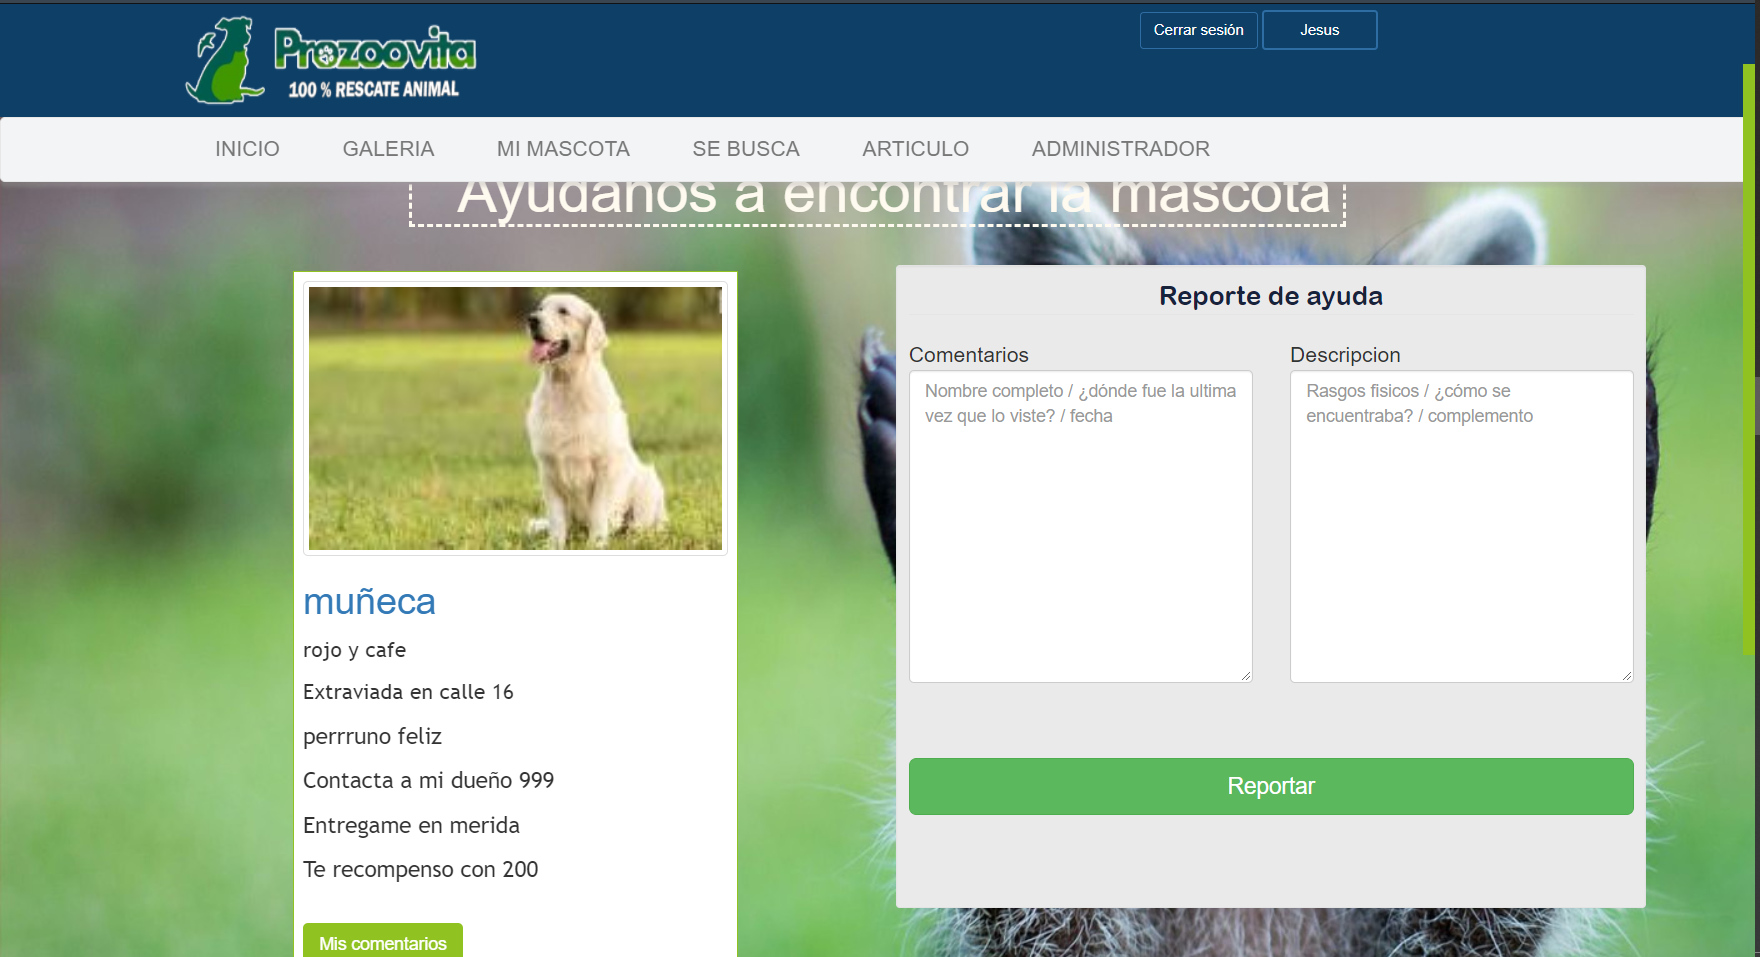 Prozoovita
100 % RESCATE ANIMAL
Cerrar sesión
Jesus
INICIO
GALERIA
MI MASCOTA
SE BUSCA
ARTICULO
ADMINISTRADOR
Ayudanos a encontrar la mascota
muñeca
rojo y cafe
Extraviada en calle 16
perrruno feliz
Contacta a mi dueño 999
Entregame en merida
Te recompenso con 200
Mis comentarios
Reporte de ayuda
Comentarios
Nombre completo / ¿dónde fue la ultima
vez que lo viste? / fecha
Descripcion
Rasgos fisicos / ¿cómo se
encuentraba? / complemento
Reportar